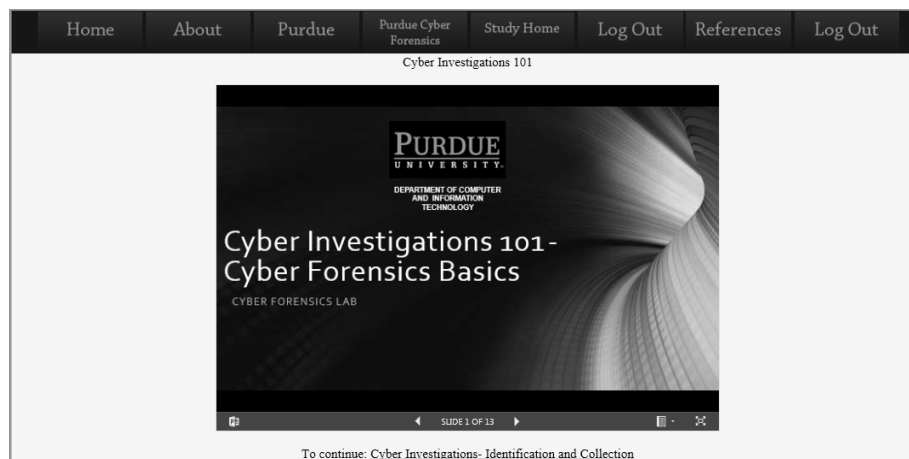 Home
About
Purdue
Purdue Cyber
Forensics
Study Home
Log Out
References
Log Out
Cyber Investigations 101
PURDUE
UNIVERSITY
DEPARTMENT OF COMPUTER
AND INFORMATION
TECHNOLOGY
Cyber Investigations 101-
Cyber Forensics Basics
CYBER FORENSICS LAB
SLIDE 1 OF 13
To continue: Cyber Investigations- Identification and Collection